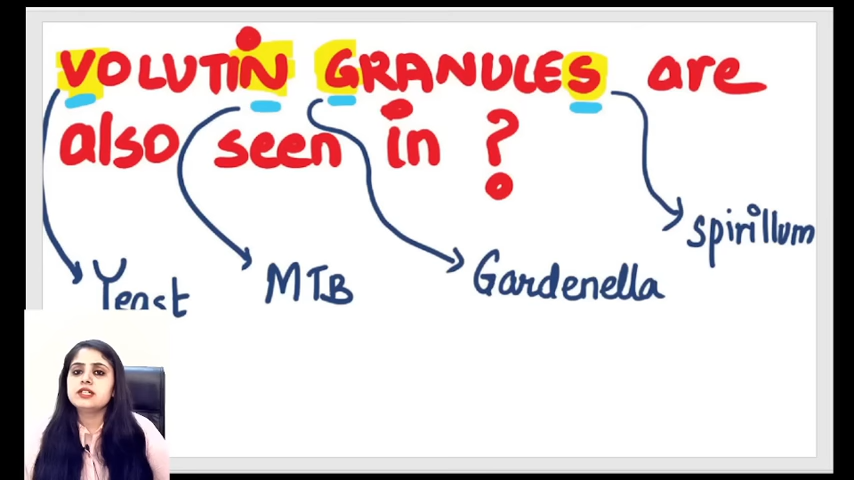 VOLUTiN GRANULES are
also seen in ?
spirillum
Yeast
MTB
Gardenella